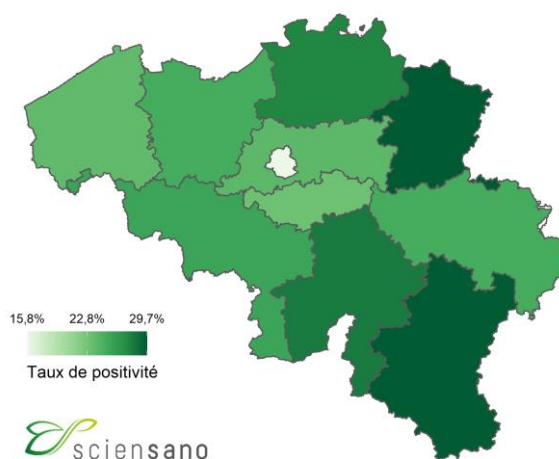 15,8% 22,8% 29,7%
Taux de positivité
sciensano